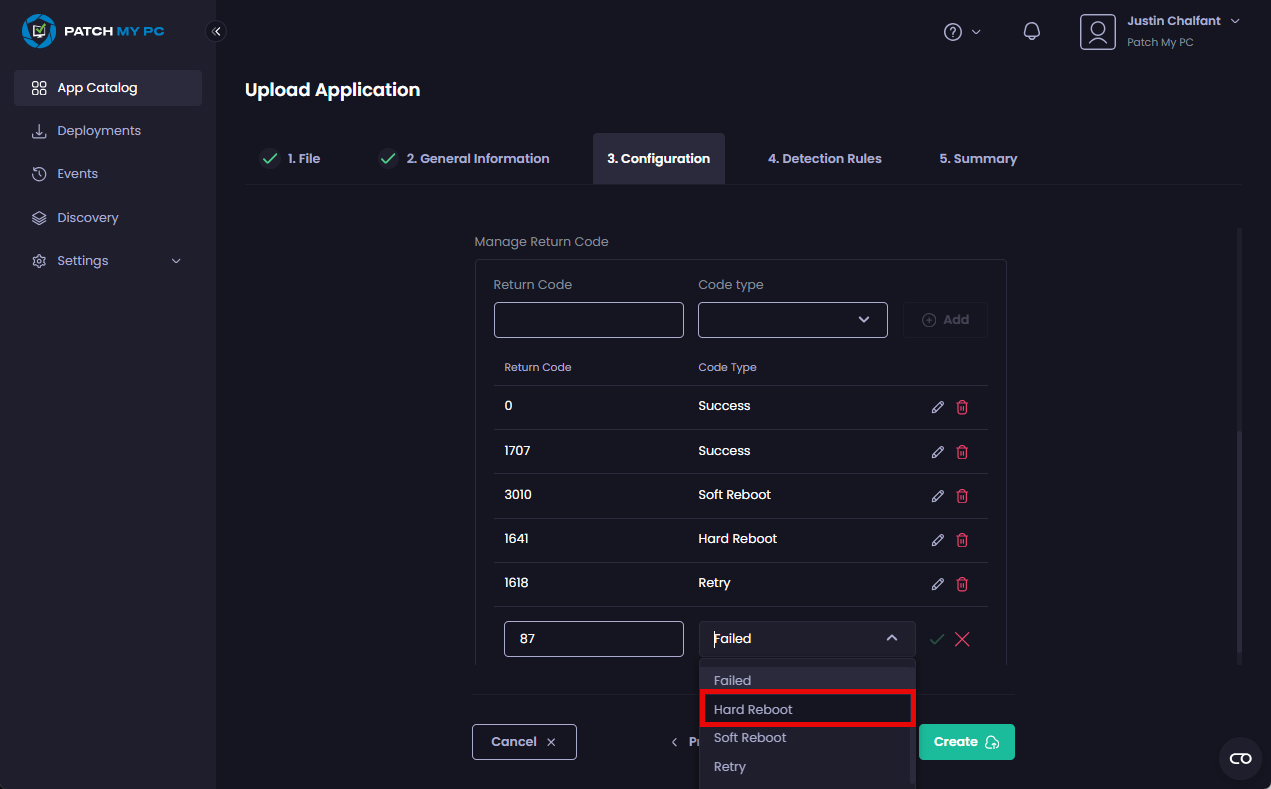 PATCH MY PC
Justin Chalfant
Patch My PC
App Catalog
Deployments
Events
Discovery
Settings
Upload Application
1. File
2. General Information
3. Configuration
4. Detection Rules
5. Summary
Manage Return Code
Return Code
Code type
Add
Return Code
Code Type
0
Success
1707
Success
3010
Soft Reboot
1641
Hard Reboot
1618
Retry
87
Failed
Failed
Hard Reboot
Soft Reboot
Retry
Cancel
Create